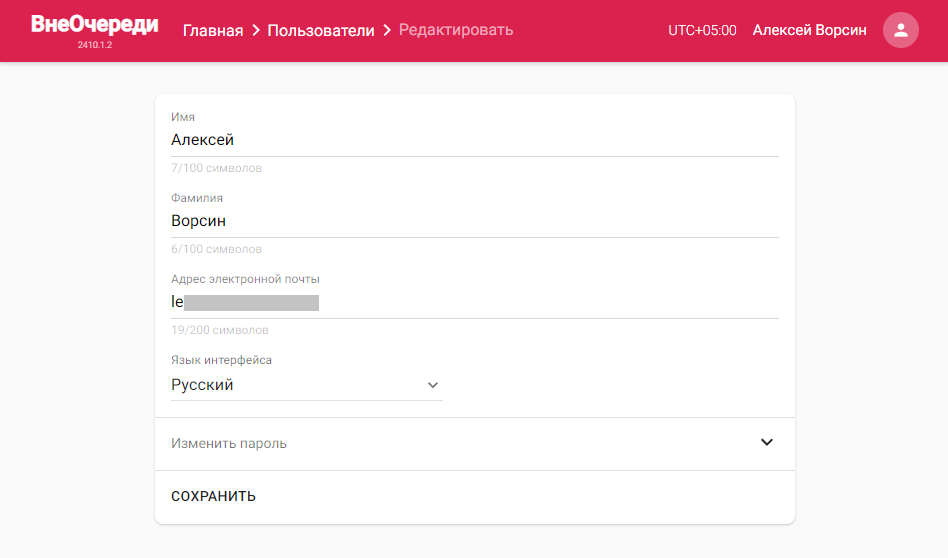 ВнеОчереди
2410.1.2
Главная > Пользователи > Редактировать
UTC+05:00
Алексей Ворсин
Имя
Алексей
7/100 символов
Фамилия
Ворсин
6/100 символов
Адрес электронной почты
le
19/200 символов
Язык интерфейса
Русский
Изменить пароль
СОХРАНИТЬ